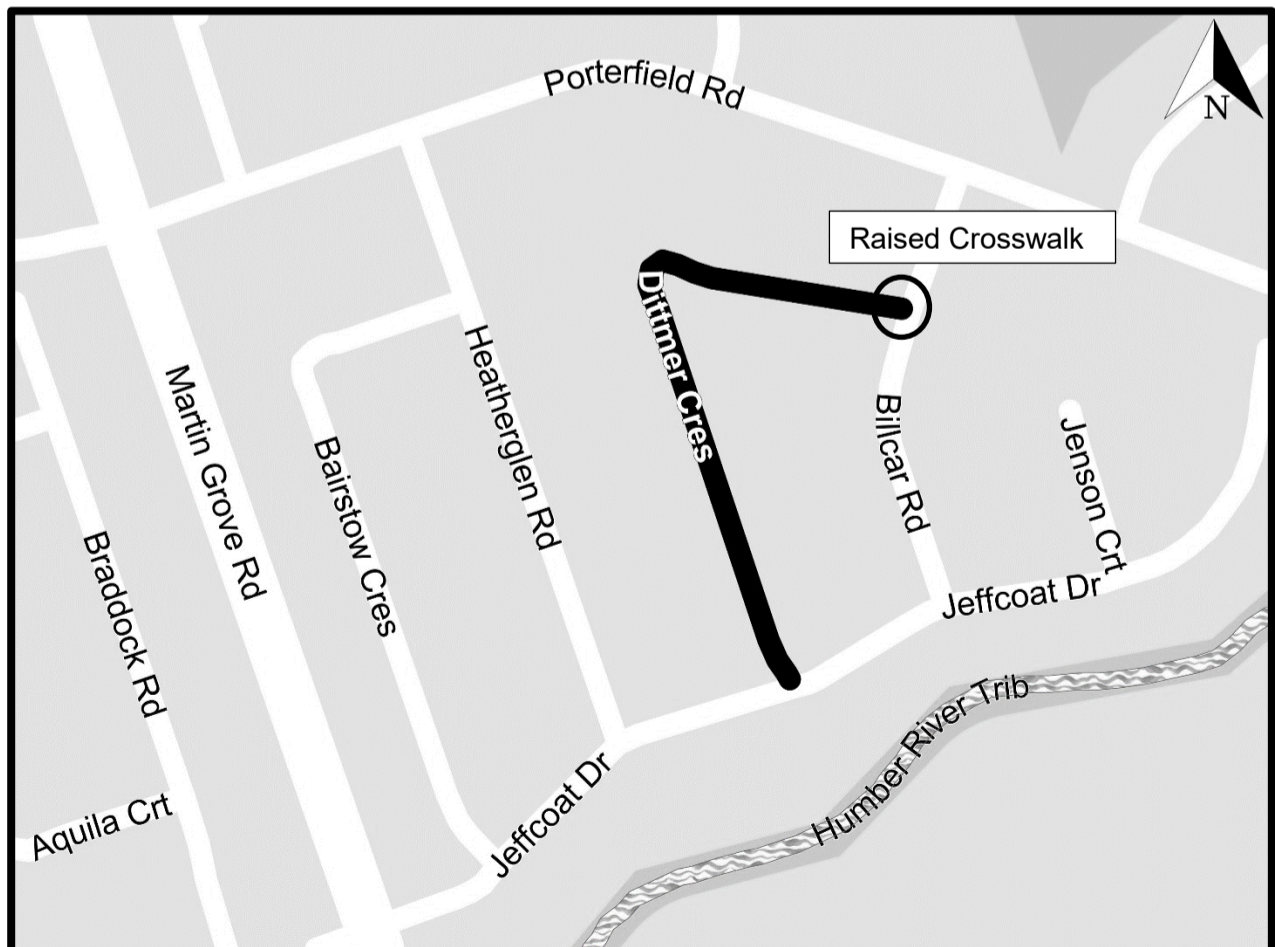 Porterfield Rd
N
Raised Crosswalk
Dittmer Cres
Heatherglen Rd
Martin Grove Rd
Billcar Rd
Jenson Crt
Bairstow Cres
Braddock Rd
Jeffcoat Dr
Humber River Trib
Jeffcoat Dr
Aquila Crt